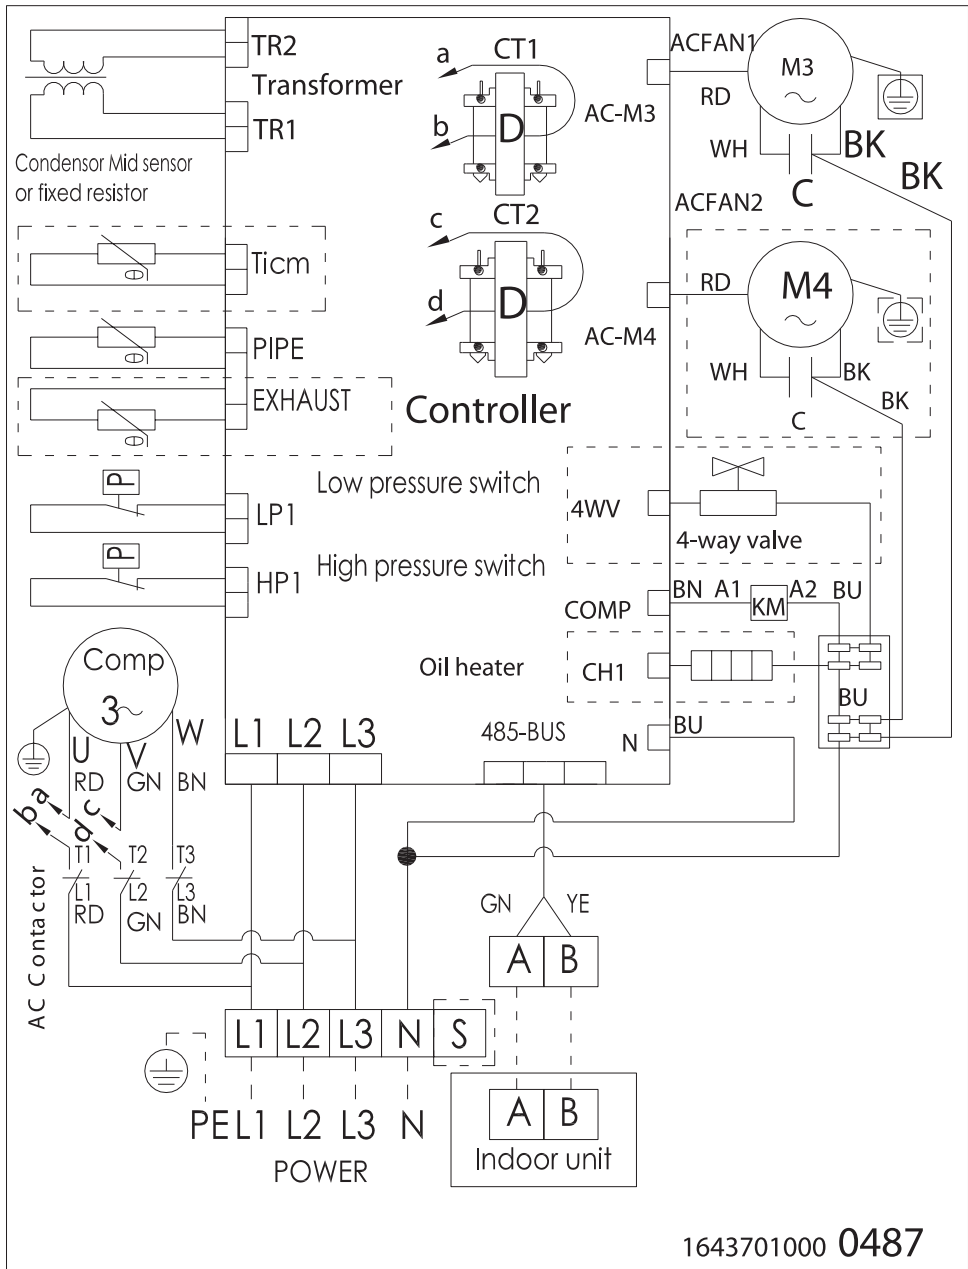 TR2
Transformer
TR1
Condensor Mid sensor
or fixed resistor
Ticm
PIPE
EXHAUST
CT1
a
b
D
CT2
c
d
D
Controller
ACFAN1
AC-M3
RD
M3
WH
BK
C
BK
ACFAN2
AC-M4
RD
M4
WH
BK
C
BK
P
LP1
Low pressure switch
P
HP1
High pressure switch
4WV
4-way valve
COMP
BN A1 KM A2 BU
Oil heater
CH1
BU
485-BUS
N
BU
Comp
3
U V W
RD GN BN
b a d c
T1 T2 T3
L1 L2 L3
RD GN BN
AC Contactor
L1 L2 L3
GN YE
A B
L1 L2 L3 N S
PE L1 L2 L3 N
POWER
A B
Indoor unit
1643701000 0487